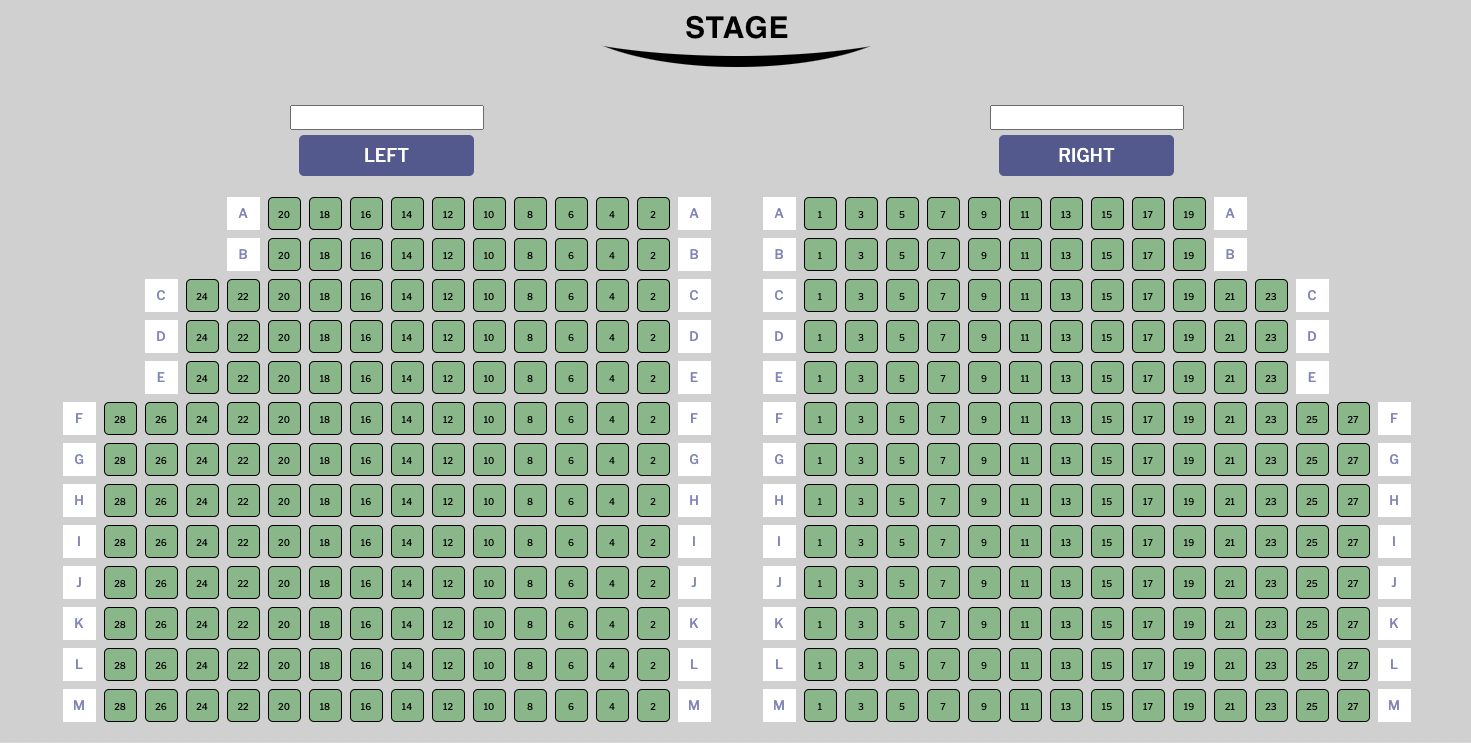 STAGE
LEFT RIGHT
A 20 18 16 14 12 10 8 6 4 2 A A 1 3 5 7 9 11 13 15 17 19 A
B 20 18 16 14 12 10 8 6 4 2 B B 1 3 5 7 9 11 13 15 17 19 B
C 24 22 20 18 16 14 12 10 8 6 4 2 C C 1 3 5 7 9 11 13 15 17 19 21 23 C
D 24 22 20 18 16 14 12 10 8 6 4 2 D D 1 3 5 7 9 11 13 15 17 19 21 23 D
E 24 22 20 18 16 14 12 10 8 6 4 2 E E 1 3 5 7 9 11 13 15 17 19 21 23 E
F 28 26 24 22 20 18 16 14 12 10 8 6 4 2 F F 1 3 5 7 9 11 13 15 17 19 21 23 25 27 F
G 28 26 24 22 20 18 16 14 12 10 8 6 4 2 G G 1 3 5 7 9 11 13 15 17 19 21 23 25 27 G
H 28 26 24 22 20 18 16 14 12 10 8 6 4 2 H H 1 3 5 7 9 11 13 15 17 19 21 23 25 27 H
I 28 26 24 22 20 18 16 14 12 10 8 6 4 2 I I 1 3 5 7 9 11 13 15 17 19 21 23 25 27 I
J 28 26 24 22 20 18 16 14 12 10 8 6 4 2 J J 1 3 5 7 9 11 13 15 17 19 21 23 25 27 J
K 28 26 24 22 20 18 16 14 12 10 8 6 4 2 K K 1 3 5 7 9 11 13 15 17 19 21 23 25 27 K
L 28 26 24 22 20 18 16 14 12 10 8 6 4 2 L L 1 3 5 7 9 11 13 15 17 19 21 23 25 27 L
M 28 26 24 22 20 18 16 14 12 10 8 6 4 2 M M 1 3 5 7 9 11 13 15 17 19 21 23 25 27 M